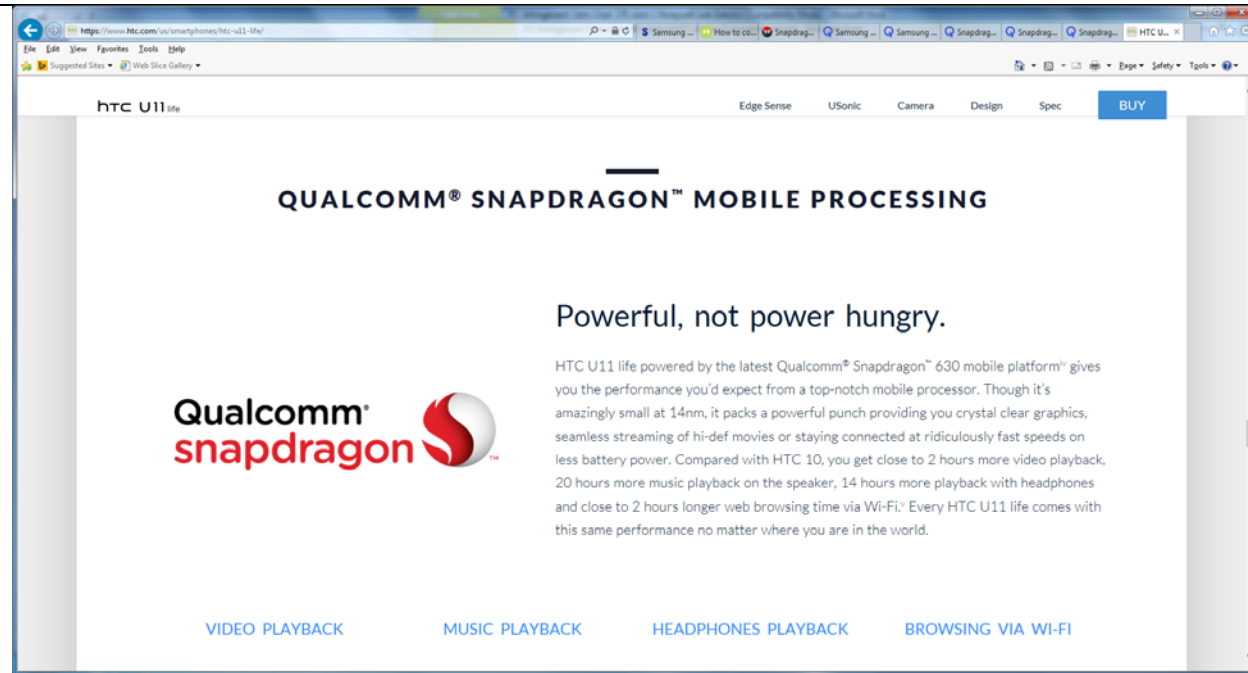 https://www.htc.com/us/smartphones/htc-u11-life/
S Samsung ...
How to co...
Snapdrag...
Samsung ...
Samsung ...
Snapdrag...
Snapdrag...
Snapdrag...
HTC U...
File Edit View Favorites Tools Help
Suggested Sites Web Slice Gallery
Page Safety Tools
hTC U11 life
Edge Sense USonic Camera Design Spec BUY
QUALCOMM® SNAPDRAGON™ MOBILE PROCESSING
Powerful, not power hungry.
HTC U11 life powered by the latest Qualcomm® Snapdragon™ 630 mobile platformiv gives
you the performance you'd expect from a top-notch mobile processor. Though it's
amazingly small at 14nm, it packs a powerful punch providing you crystal clear graphics,
seamless streaming of hi-def movies or staying connected at ridiculously fast speeds on
less battery power. Compared with HTC 10, you get close to 2 hours more video playback,
20 hours more music playback on the speaker, 14 hours more playback with headphones
and close to 2 hours longer web browsing time via Wi-Fi.v Every HTC U11 life comes with
this same performance no matter where you are in the world.
Qualcomm
snapdragon™
VIDEO PLAYBACK MUSIC PLAYBACK HEADPHONES PLAYBACK BROWSING VIA WI-FI